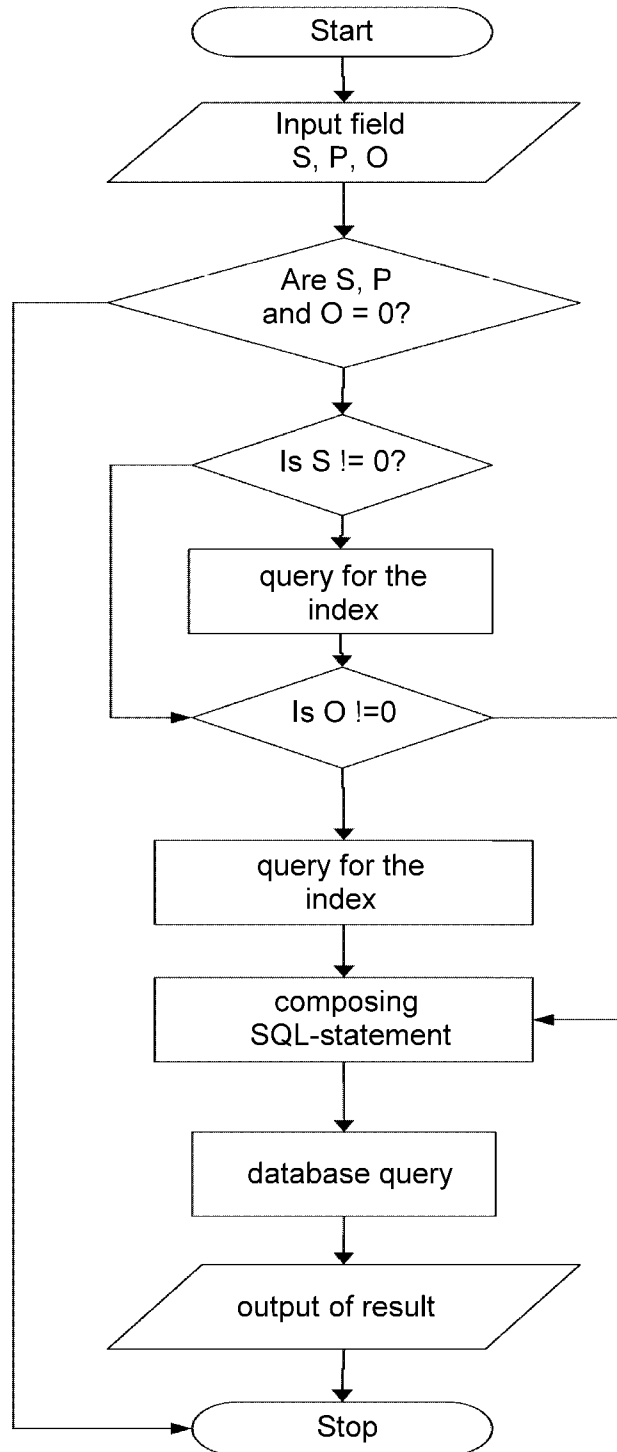 Start
Input field
S, P, O
Are S, P
and O = 0?
Is S != 0?
query for the
index
Is O !=0
query for the
index
composing
SQL-statement
database query
output of result
Stop